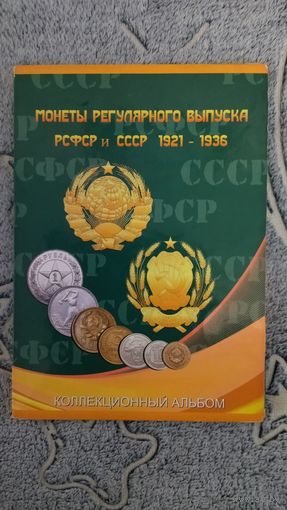 МОНЕТЫ РЕГУЛЯРНОГО ВЫПУСКА
РСФСР и СССР 1921 - 1936
КОЛЛЕКЦИОННЫЙ АЛЬБОМ